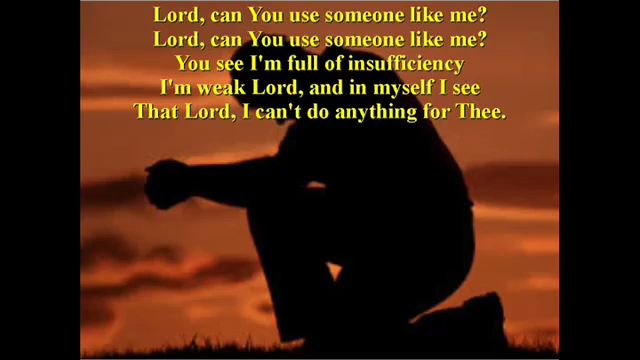 Lord, can You use someone like me?
Lord, can You use someone like me?
You see I'm full of insufficiency
I'm weak Lord, and in myself I see
That Lord, I can't do anything for Thee.